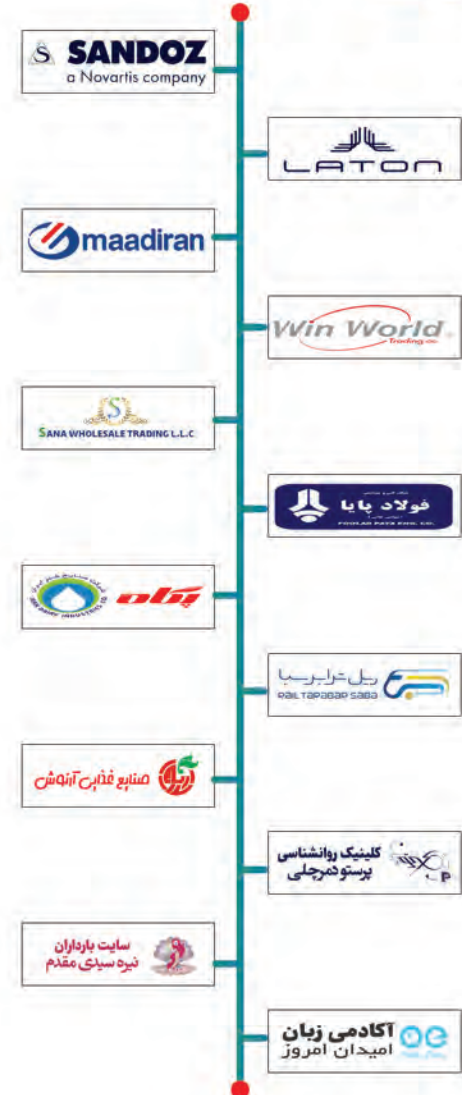 SANDOZ
a Novartis company
LATON
maadiran
Win World
Trading co.
S
SANA WHOLESALE TRADING L.L.C
فولاد پایا
FOULAD PAYA ENG. CO.
پگاه
ریل ترابر سبا
RAIL TARABAR SABA
صنایع غذایی آرنوش
کلینیک روانشناسی
پرستو دمرچلی
سایت بارداران
نیره سیدی مقدم
آکادمی زبان
امیدان امروز